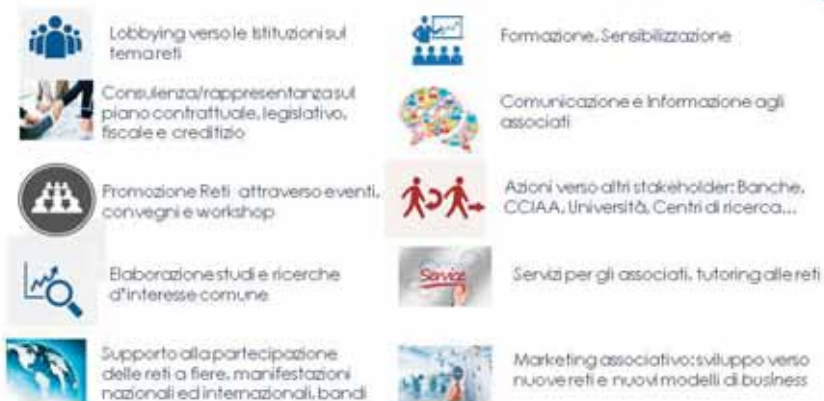 Lobbying verso le Istituzioni sul
tema reti
Consulenza/rappresentanza sul
piano contrattuale, legislativo,
fiscale e creditizio
Promozione Reti attraverso eventi,
convegni e workshop
Elaborazione studi e ricerche
d'interesse comune
Supporto alla partecipazione
delle reti a fiere, manifestazioni
nazionali ed internazionali, bandi
Formazione, Sensibilizzazione
Comunicazione e Informazione agli
associati
Azioni verso altri stakeholder: Banche,
CCIAA, Università, Centri di ricerca...
Service
Servizi per gli associati, tutoring alle reti
Marketing associativo: sviluppo verso
nuove reti e nuovi modelli di business